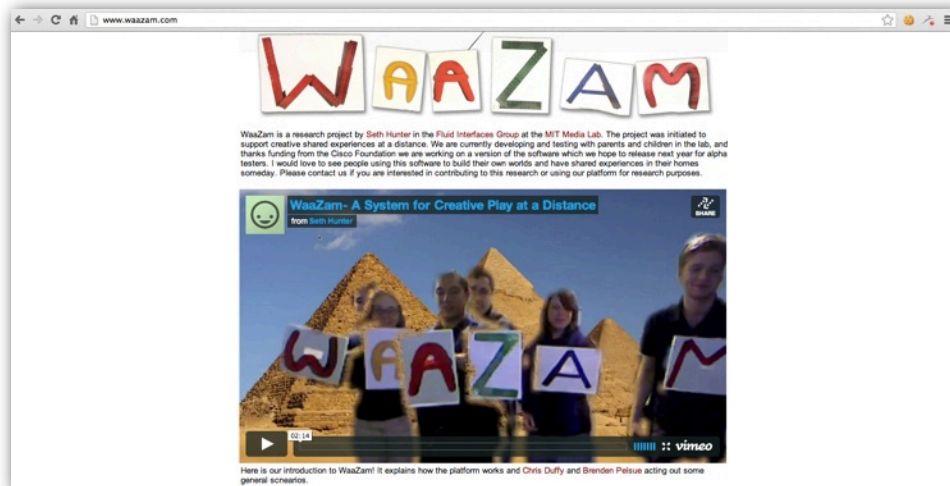 www.waazam.com
WAAZAM
WaaZam is a research project by Seth Hunter in the Fluid Interfaces Group at the MIT Media Lab. The project was initiated to
support creative shared experiences at a distance. We are currently developing and testing with parents and children in the lab, and
thanks funding from the Cisco Foundation we are working on a version of the software which we hope to release next year for alpha
testers. I would love to see people using this software to build their own worlds and have shared experiences in their homes
someday. Please contact us if you are interested in contributing to this research or using our platform for research purposes.
WaaZam- A System for Creative Play at a Distance
from Seth Hunter
SHARE
WAAZAM
02:14
vimeo
Here is our introduction to WaaZam! It explains how the platform works and Chris Duffy and Brenden Pelsue acting out some
general scnearios.